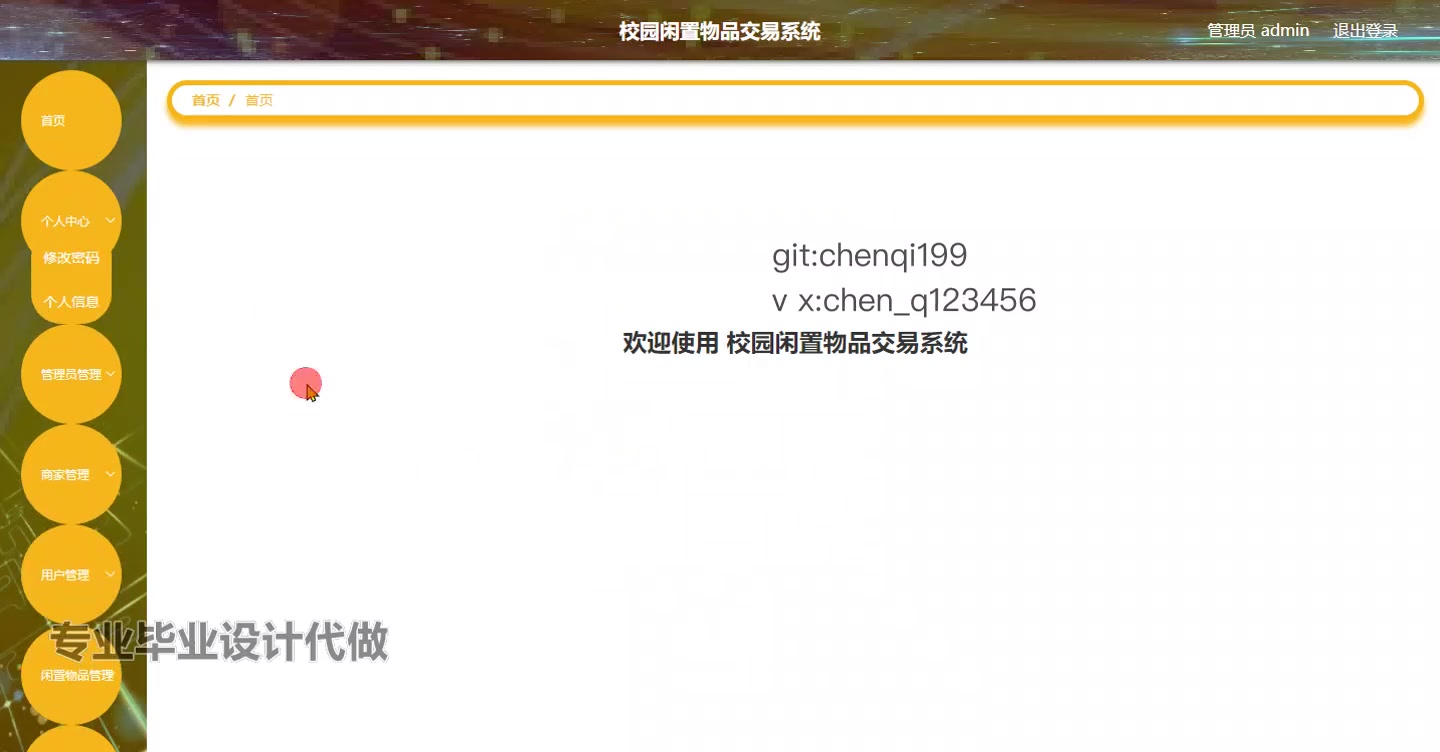 校园闲置物品交易系统
管理员 admin
退出登录
首页
首页 / 首页
个人中心
修改密码
个人信息
git:chenqi199
v x:chen_q123456
欢迎使用 校园闲置物品交易系统
管理员管理
商家管理
用户管理
专业毕业设计代做
闲置物品管理